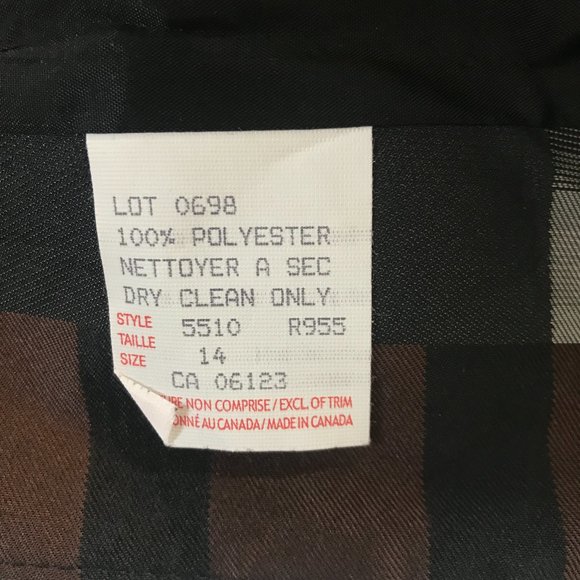 LOT 0698
100% POLYESTER
NETTOYER A SEC
DRY CLEAN ONLY
STYLE 5510 R955
TAILLE
SIZE 14
CA 06123
NON COMPRISE / EXCL. OF TRIM
AU CANADA / MADE IN CANADA